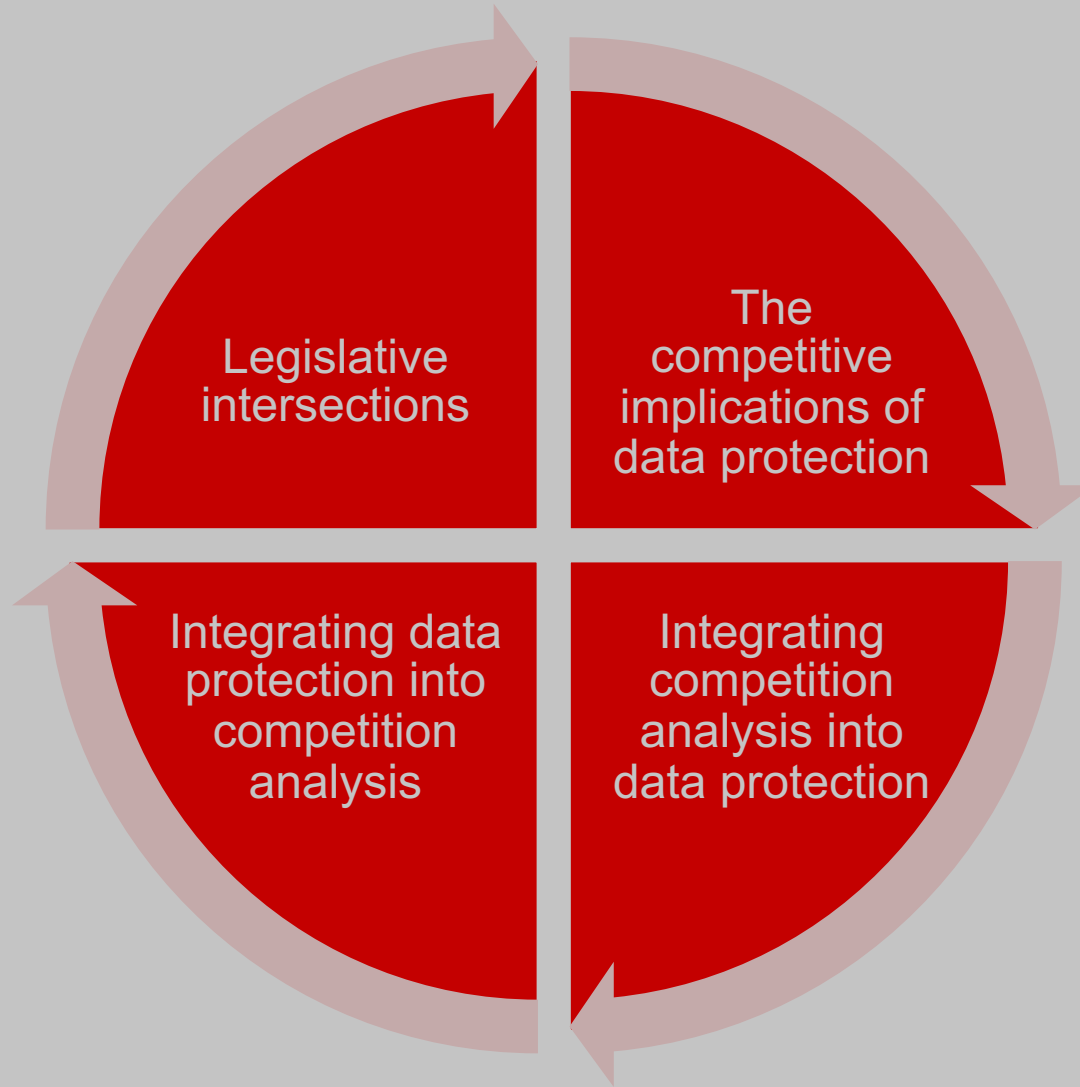 Legislative
intersections
The
competitive
implications of
data protection
Integrating data
protection into
competition
analysis
Integrating
competition
analysis into
data protection